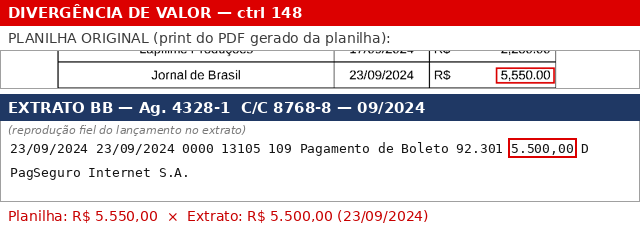 DIVERGÊNCIA DE VALOR — ctrl 148
PLANILHA ORIGINAL (print do PDF gerado da planilha):
Jornal de Brasil 23/09/2024 R$ 5,550.00
EXTRATO BB — Ag. 4328-1 C/C 8768-8 — 09/2024
(reprodução fiel do lançamento no extrato)
23/09/2024 23/09/2024 0000 13105 109 Pagamento de Boleto 92.301 5.500,00 D
PagSeguro Internet S.A.
Planilha: R$ 5.550,00 × Extrato: R$ 5.500,00 (23/09/2024)